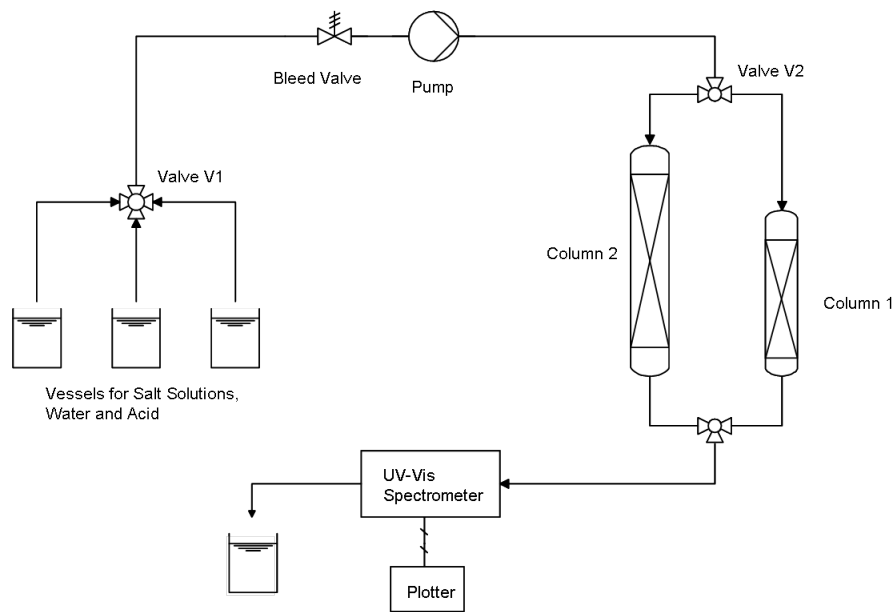 Bleed Valve
Pump
Valve V2
Valve V1
Column 2
Column 1
Vessels for Salt Solutions,
Water and Acid
UV-Vis
Spectrometer
Plotter